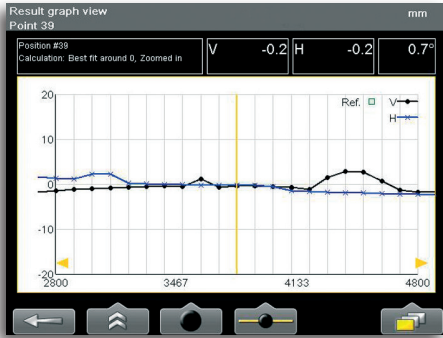 Result graph view
mm
Point 39
Position #39
Calculation: Best fit around 0, Zoomed in
V -0.2
H -0.2
0.7°
Ref. V
H
20
10
0
-10
-20
2800 3467 4133 4800